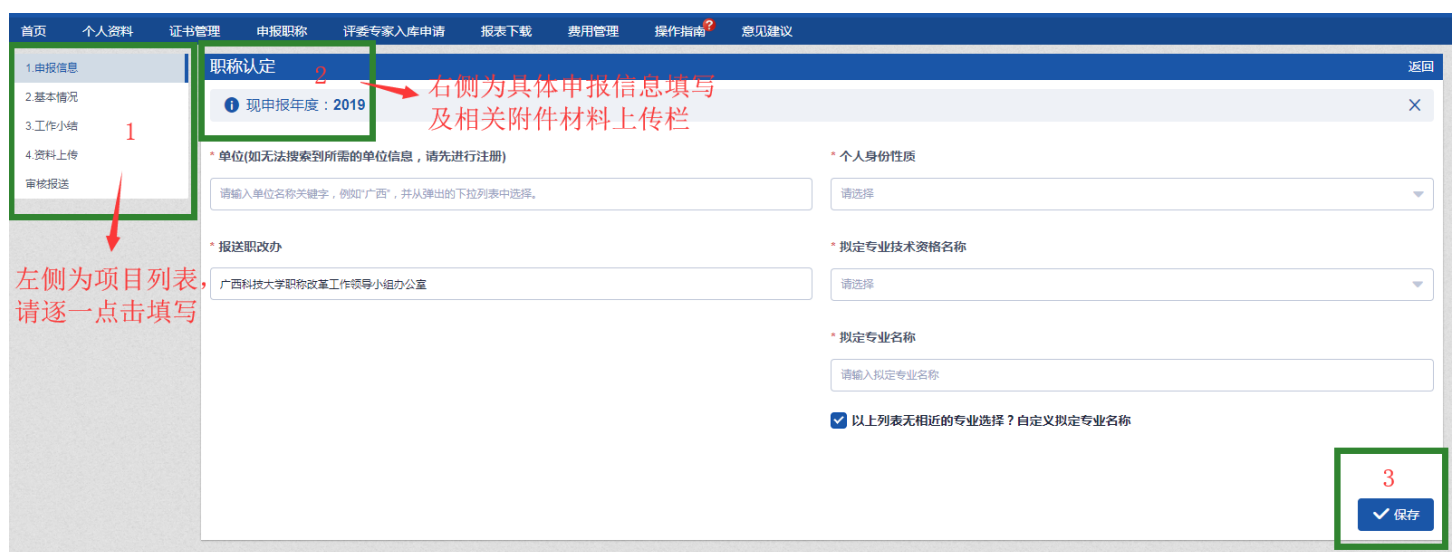 首页 个人资料 证书管理 申报职称 评委专家入库申请 报表下载 费用管理 操作指南? 意见建议
1.申报信息
2.基本情况
3.工作小结
4.资料上传
审核报送
1
左侧为项目列表，
请逐一点击填写
职称认定 返回
2
现申报年度：2019
右侧为具体申报信息填写
及相关附件材料上传栏
* 单位(如无法搜索到所需的单位信息，请先进行注册)
请输入单位名称关键字，例如"广西"，并从弹出的下拉列表中选择。
* 个人身份性质
请选择
* 报送职改办
广西科技大学职称改革工作领导小组办公室
* 拟定专业技术资格名称
请选择
* 拟定专业名称
请输入拟定专业名称
以上列表无相近的专业选择？自定义拟定专业名称
3
保存